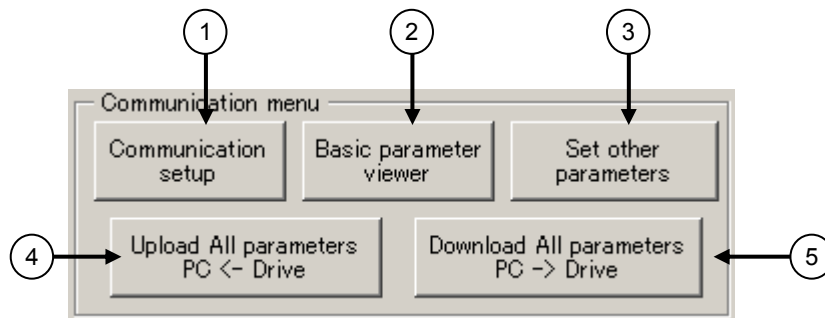 1
2
3
Communication menu
Communication
setup
Basic parameter
viewer
Set other
parameters
4
Upload All parameters
PC <- Drive
Download All parameters
PC -> Drive
5